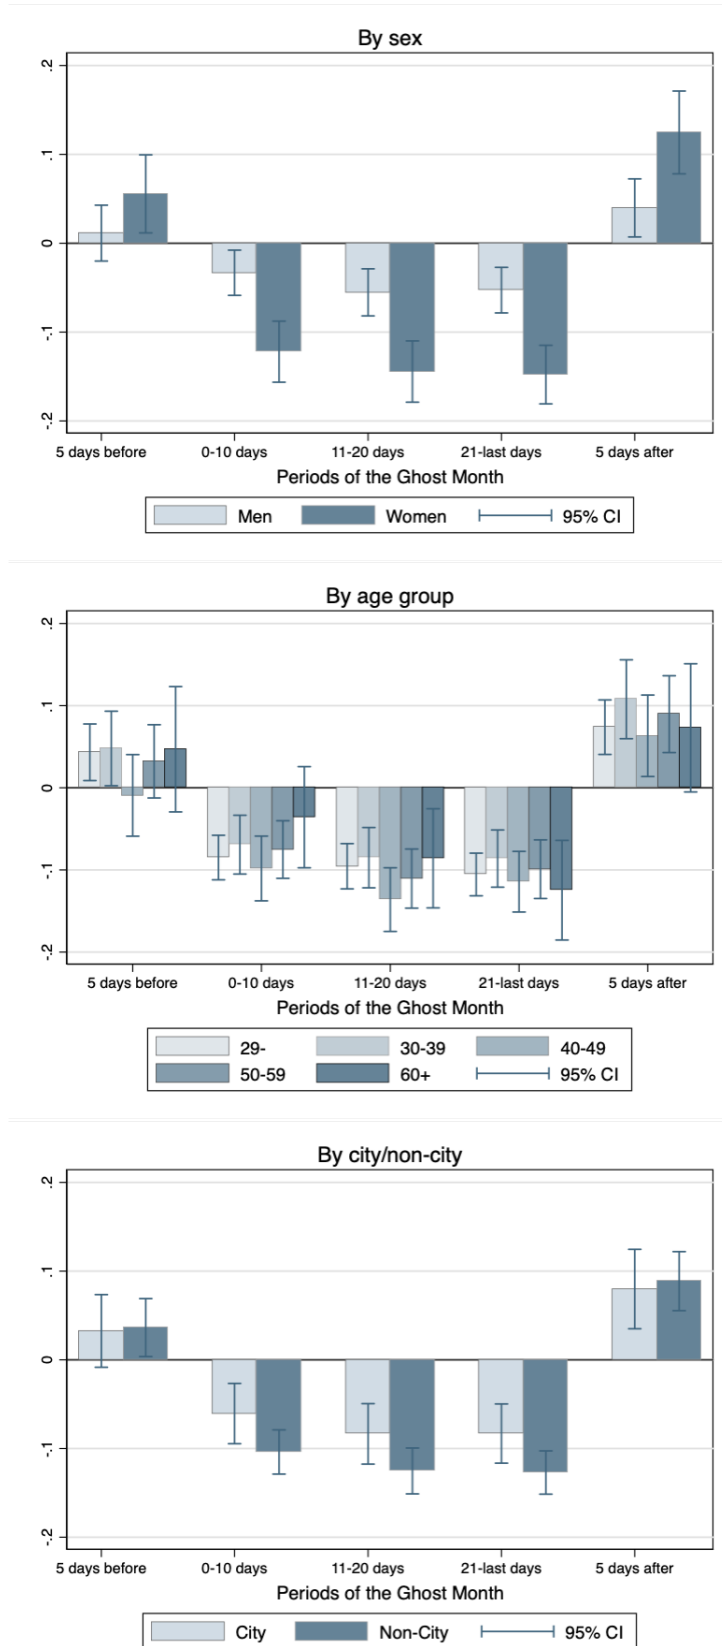 By sex
.2
.1
0
-.1
-.2
5 days before 0-10 days 11-20 days 21-last days 5 days after
Periods of the Ghost Month
Men Women 95% CI
By age group
.2
.1
0
-.1
-.2
5 days before 0-10 days 11-20 days 21-last days 5 days after
Periods of the Ghost Month
29- 30-39 40-49
50-59 60+ 95% CI
By city/non-city
.2
.1
0
-.1
-.2
5 days before 0-10 days 11-20 days 21-last days 5 days after
Periods of the Ghost Month
City Non-City 95% CI